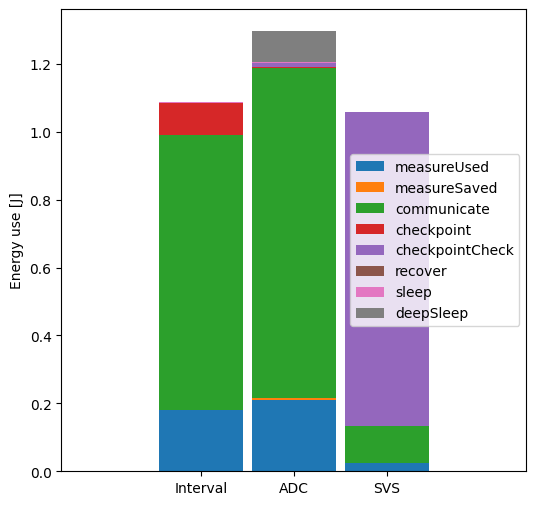 Energy use [J]
1.2
1.0
0.8
0.6
0.4
0.2
0.0
measureUsed
measureSaved
communicate
checkpoint
checkpointCheck
recover
sleep
deepSleep
Interval
ADC
SVS